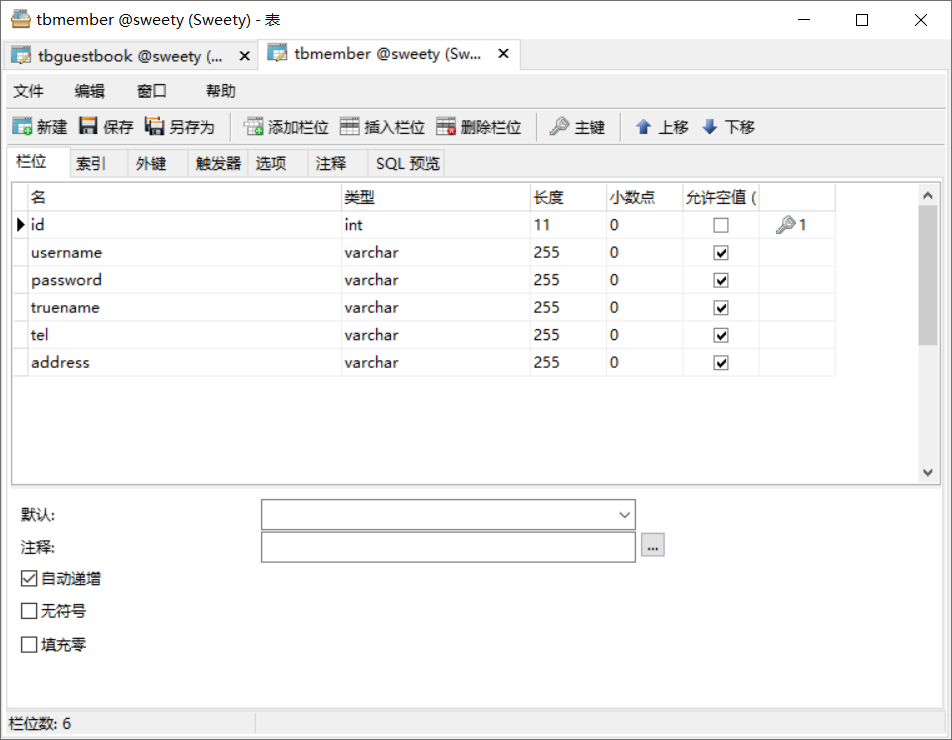 tbmember @sweety (Sweety) - 表
tbguestbook @sweety (... tbmember @sweety (Sw...
文件 编辑 窗口 帮助
新建 保存 另存为 添加栏位 插入栏位 删除栏位 主键 上移 下移
栏位 索引 外键 触发器 选项 注释 SQL 预览
名 类型 长度 小数点 允许空值 (
id int 11 0 1
username varchar 255 0
password varchar 255 0
truename varchar 255 0
tel varchar 255 0
address varchar 255 0
默认:
注释: ...
自动递增
无符号
填充零
栏位数: 6